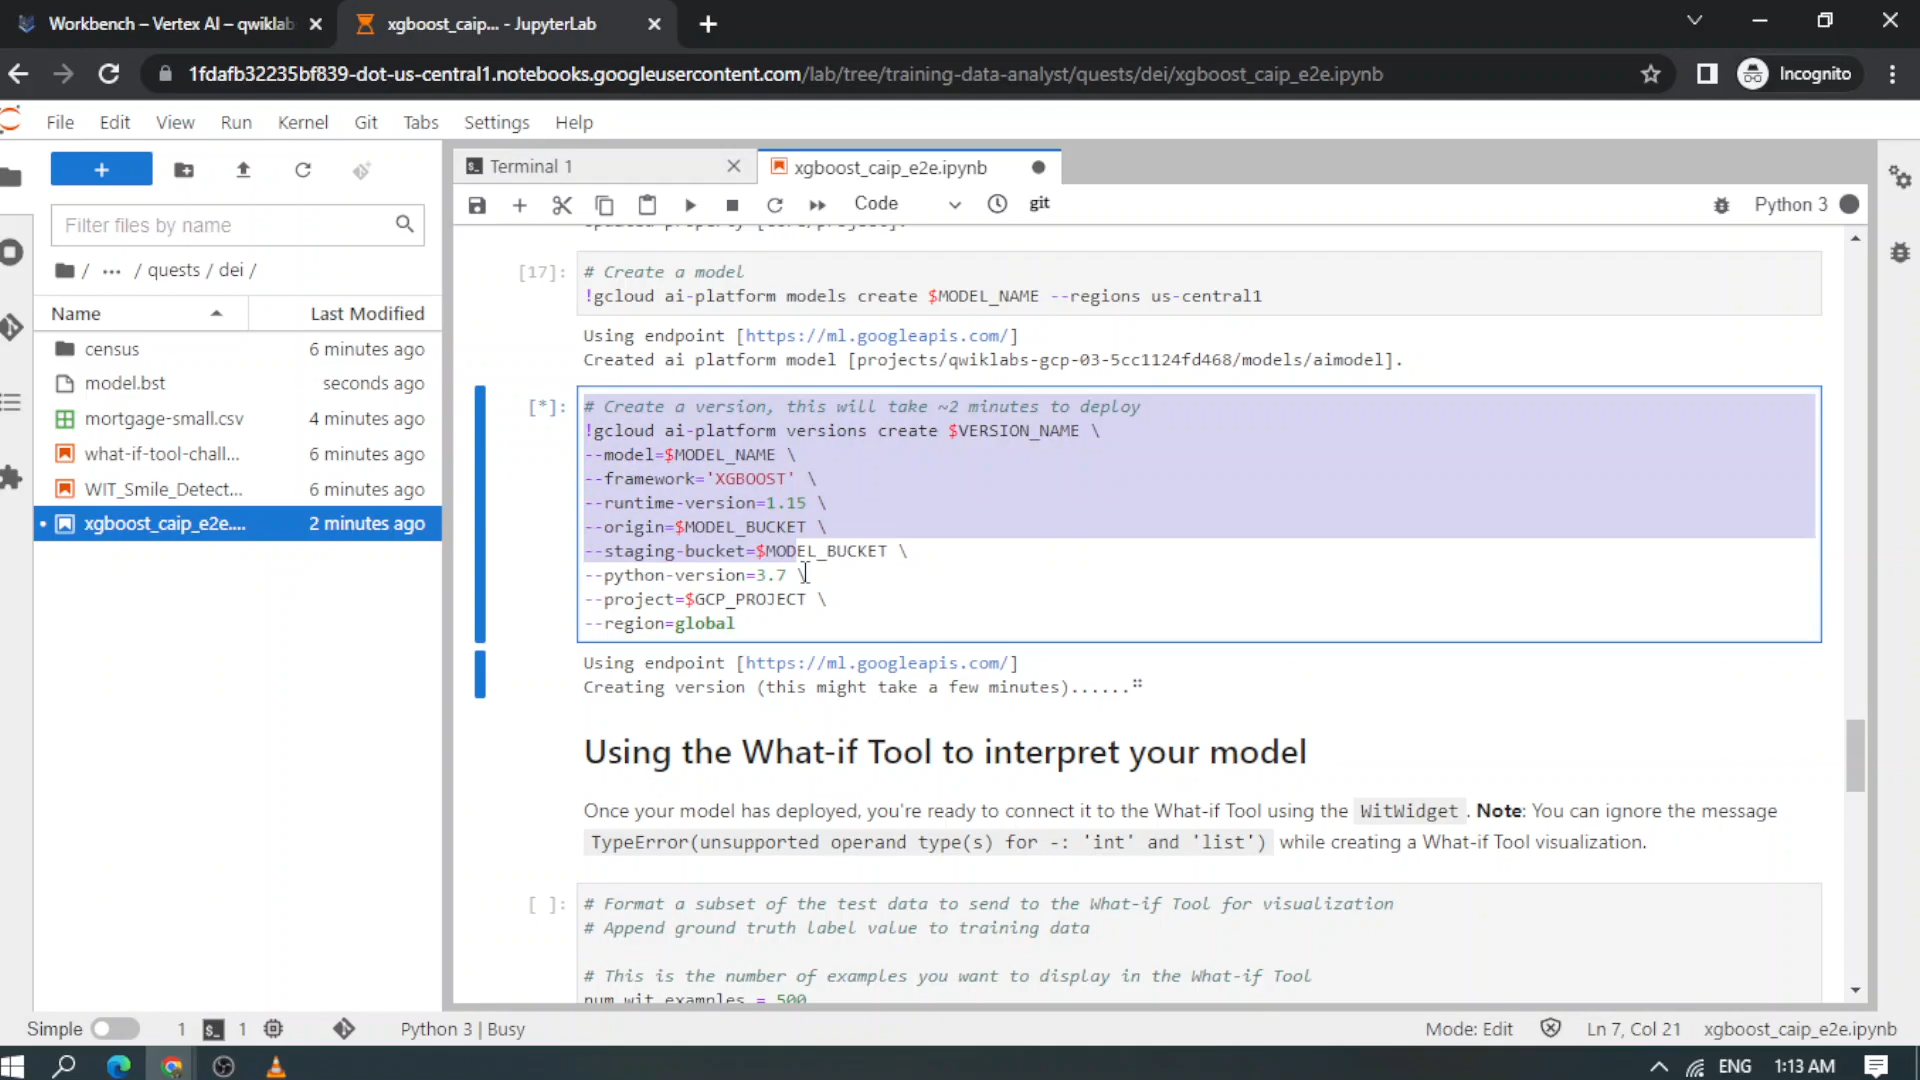 Workbench – Vertex AI – qwiklab
xgboost_caip... - JupyterLab
1fdafb32235bf839-dot-us-central1.notebooks.googleusercontent.com/lab/tree/training-data-analyst/quests/dei/xgboost_caip_e2e.ipynb
Incognito
File Edit View Run Kernel Git Tabs Settings Help
Filter files by name
/ ... / quests / dei /
Name Last Modified
census 6 minutes ago
model.bst seconds ago
mortgage-small.csv 4 minutes ago
what-if-tool-chall... 6 minutes ago
WIT_Smile_Detect... 6 minutes ago
xgboost_caip_e2e.... 2 minutes ago
Terminal 1
xgboost_caip_e2e.ipynb
Code
git
Python 3
[17]:
# Create a model
!gcloud ai-platform models create $MODEL_NAME --regions us-central1
Using endpoint [https://ml.googleapis.com/]
Created ai platform model [projects/qwiklabs-gcp-03-5cc1124fd468/models/aimodel].
[*]:
# Create a version, this will take ~2 minutes to deploy
!gcloud ai-platform versions create $VERSION_NAME \
--model=$MODEL_NAME \
--framework='XGBOOST' \
--runtime-version=1.15 \
--origin=$MODEL_BUCKET \
--staging-bucket=$MODEL_BUCKET \
--python-version=3.7 \
--project=$GCP_PROJECT \
--region=global
Using endpoint [https://ml.googleapis.com/]
Creating version (this might take a few minutes)......⠛
Using the What-if Tool to interpret your model
Once your model has deployed, you're ready to connect it to the What-if Tool using the WitWidget . Note: You can ignore the message
TypeError(unsupported operand type(s) for -: 'int' and 'list') while creating a What-if Tool visualization.
[ ]:
# Format a subset of the test data to send to the What-if Tool for visualization
# Append ground truth label value to training data
# This is the number of examples you want to display in the What-if Tool
num_wit_examples = 500
Simple 1 1 Python 3 | Busy
Mode: Edit Ln 7, Col 21 xgboost_caip_e2e.ipynb
ENG 1:13 AM